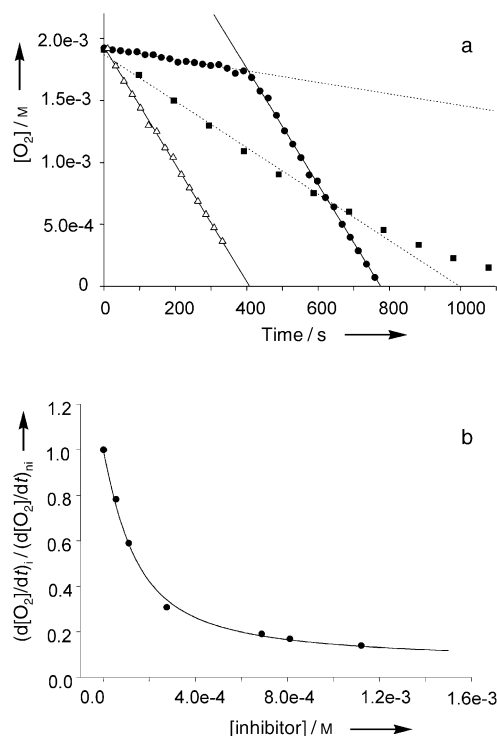 a
2.0e-3
1.5e-3
1.0e-3
5.0e-4
0
[O2] / M
0 200 400 600 800 1000
Time / s
b
1.2
1.0
0.8
0.6
0.4
0.2
0.0
(d[O2]/dt)i / (d[O2]/dt)ni
0.0 4.0e-4 8.0e-4 1.2e-3 1.6e-3
[inhibitor] / M